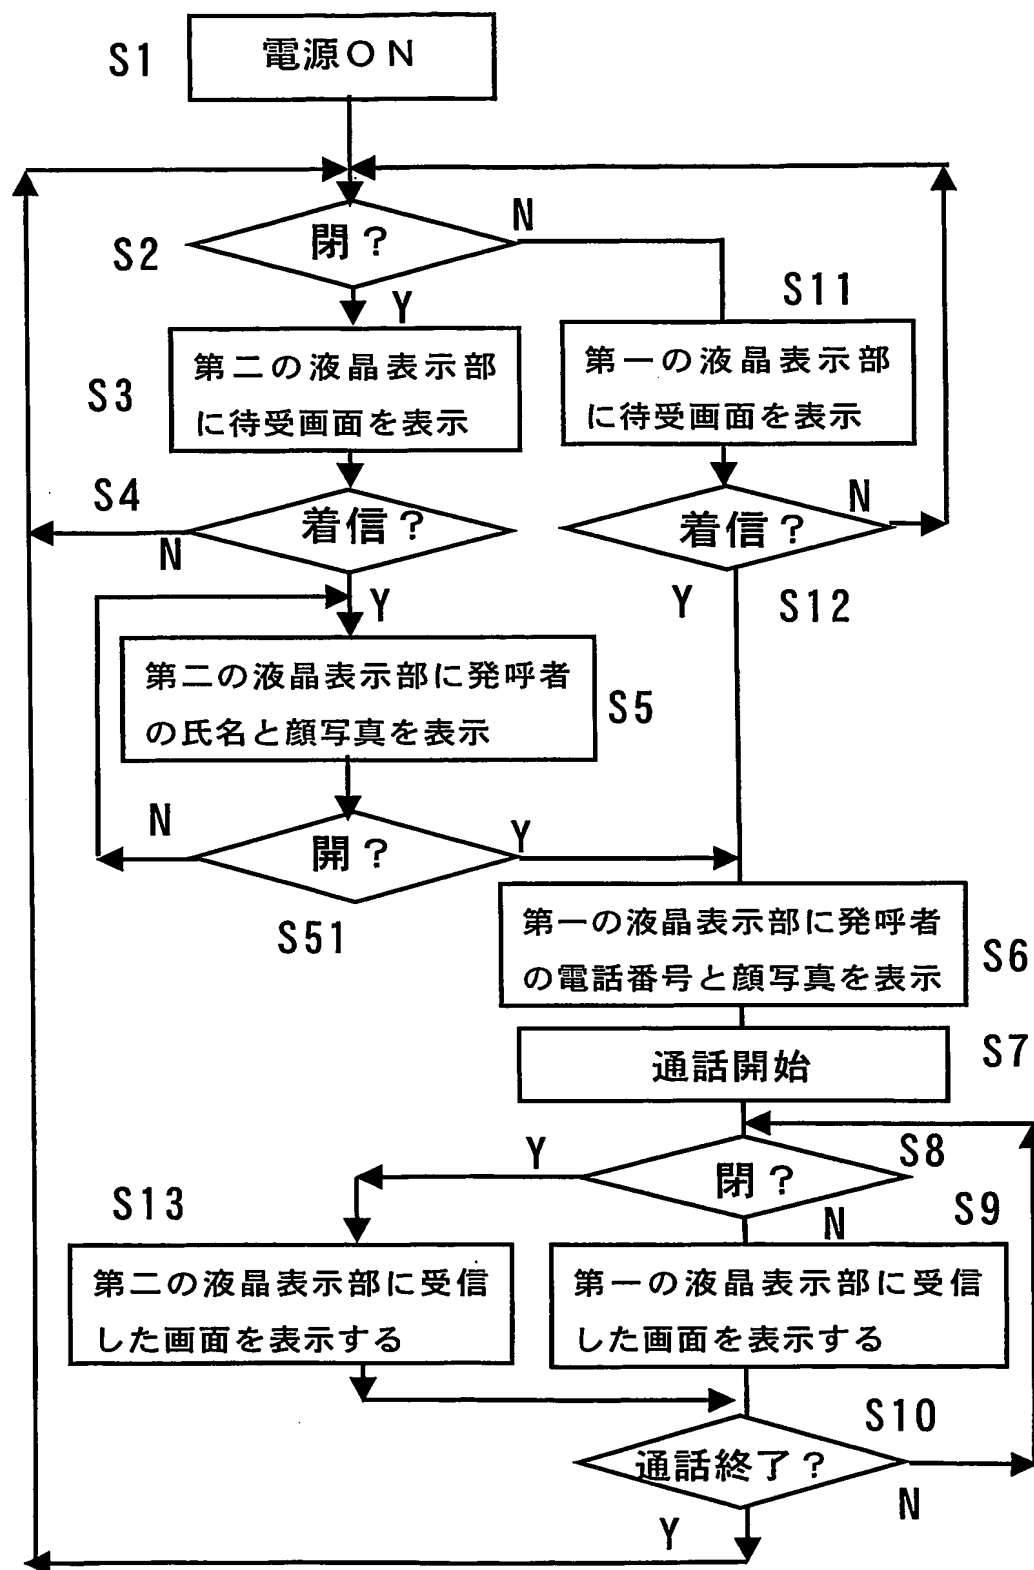 S1
電源ON
S2
閉？
N
Y
S11
S3
第二の液晶表示部
に待受画面を表示
第一の液晶表示部
に待受画面を表示
S4
着信？
N
Y
着信？
N
Y
S12
第二の液晶表示部に発呼者
の氏名と顔写真を表示
S5
N
開？
Y
S51
第一の液晶表示部に発呼者
の電話番号と顔写真を表示
S6
通話開始
S7
Y
閉？
S8
N
S13
S9
第二の液晶表示部に受信
した画面を表示する
第一の液晶表示部に受信
した画面を表示する
S10
通話終了？
N
Y